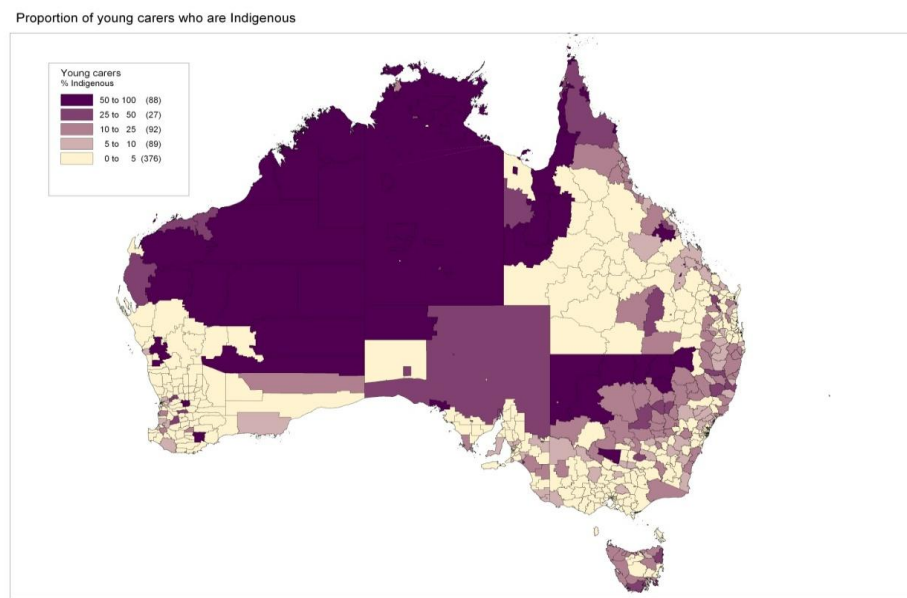 Proportion of young carers who are Indigenous
Young carers
% Indigenous
50 to 100 (88)
25 to 50 (27)
10 to 25 (92)
5 to 10 (89)
0 to 5 (376)